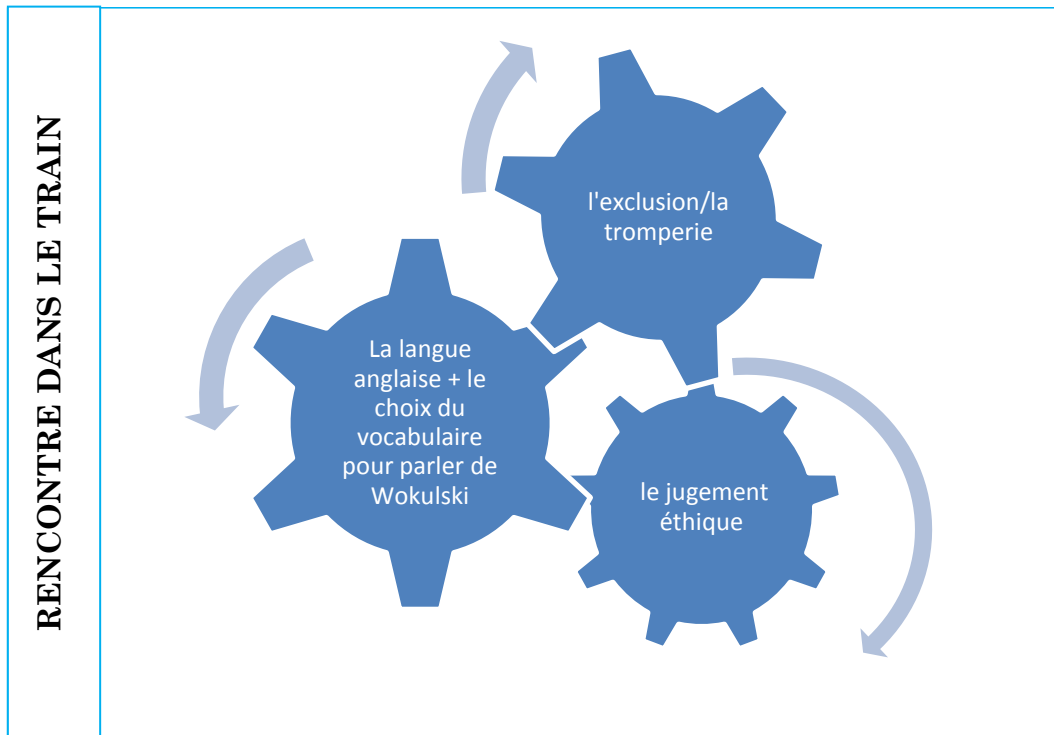 RENCONTRE DANS LE TRAIN
l'exclusion/la
tromperie
La langue
anglaise + le
choix du
vocabulaire
pour parler de
Wokulski
le jugement
éthique